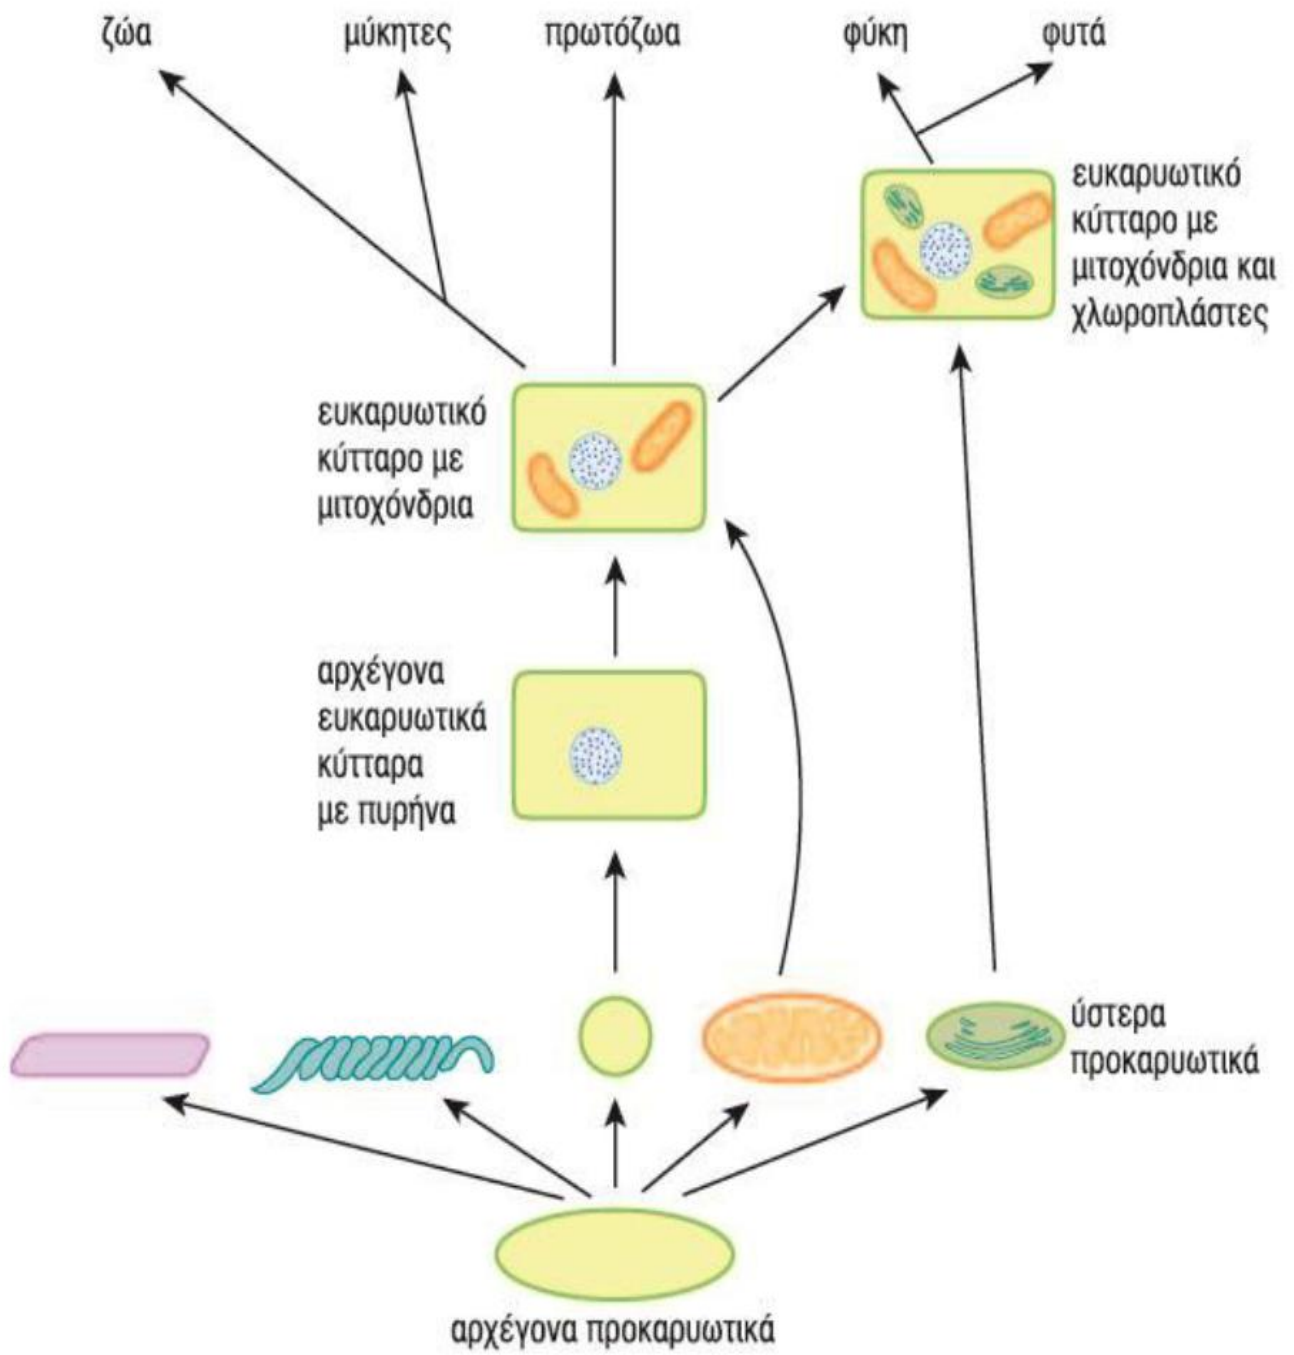 ζώα
μύκητες
πρωτόζωα
φύκη
φυτά
ευκαρυωτικό
κύτταρο με
μιτοχόνδρια και
χλωροπλάστες
ευκαρυωτικό
κύτταρο με
μιτοχόνδρια
αρχέγονα
ευκαρυωτικά
κύτταρα
με πυρήνα
ύστερα
προκαρυωτικά
αρχέγονα προκαρυωτικά